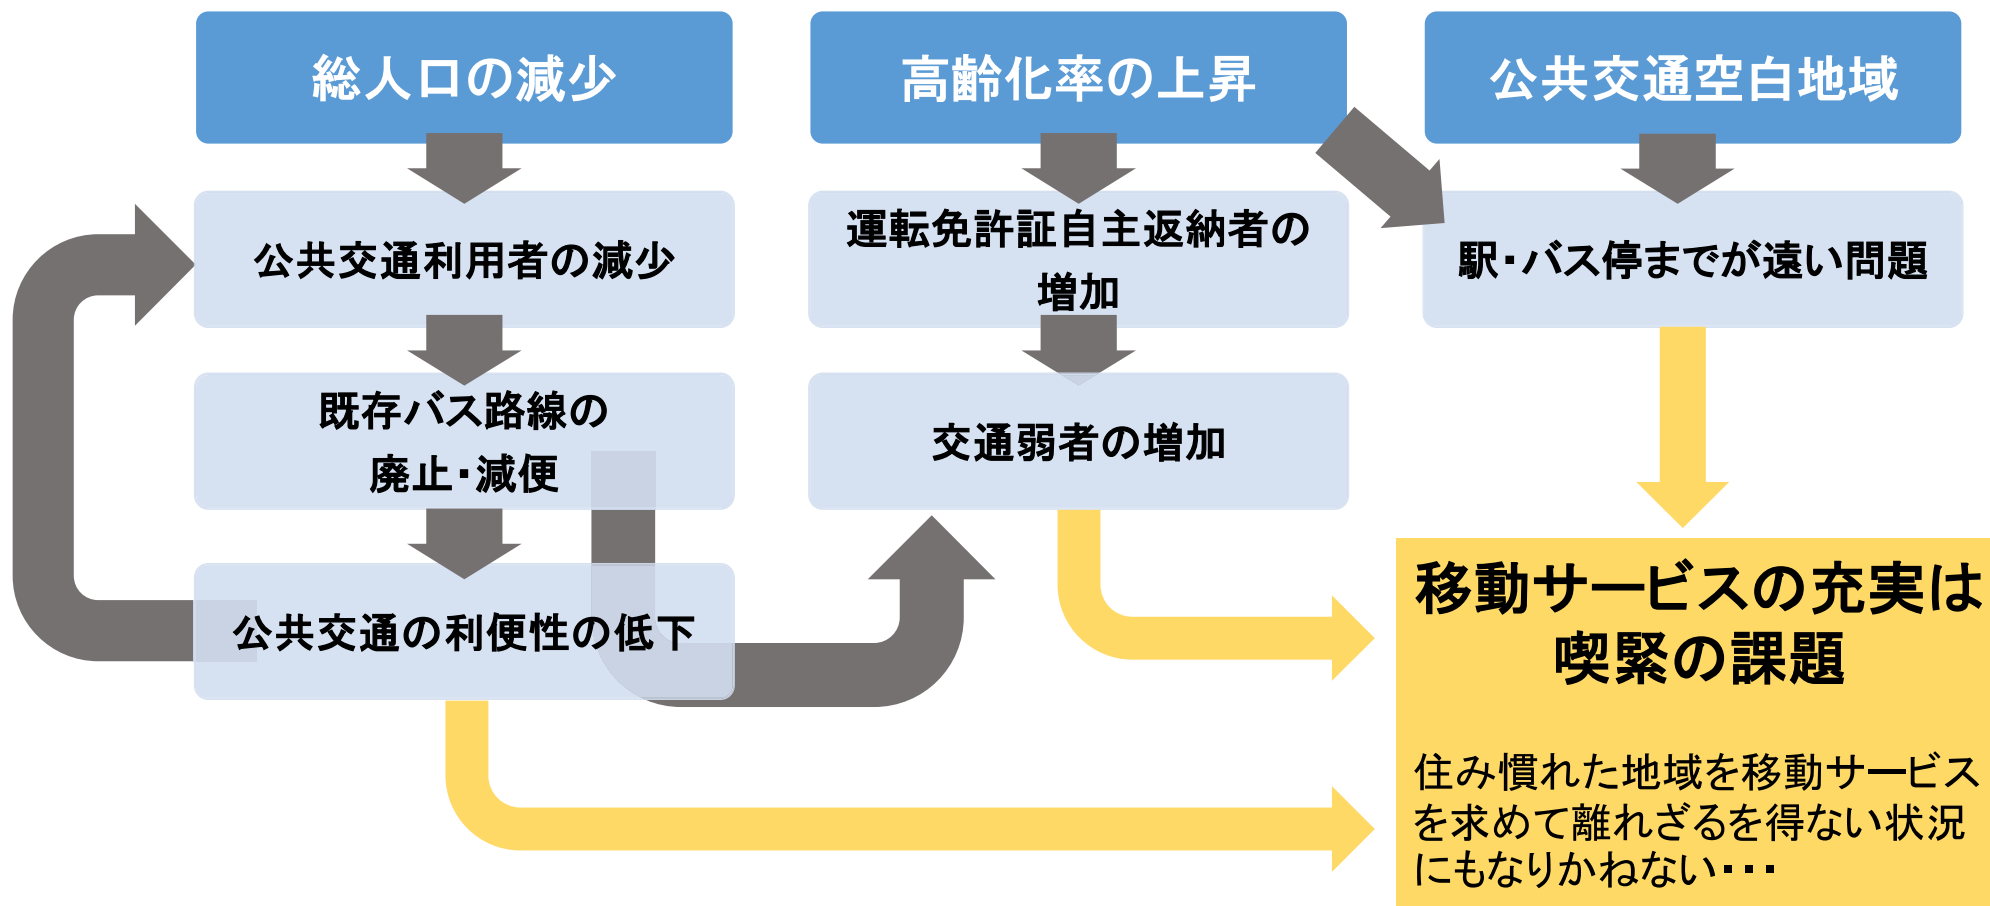 総人口の減少
高齢化率の上昇
公共交通空白地域
公共交通利用者の減少
運転免許証自主返納者の
増加
駅・バス停までが遠い問題
既存バス路線の
廃止・減便
交通弱者の増加
公共交通の利便性の低下
移動サービスの充実は
喫緊の課題
住み慣れた地域を移動サービス
を求めて離れざるを得ない状況
にもなりかねない・・・